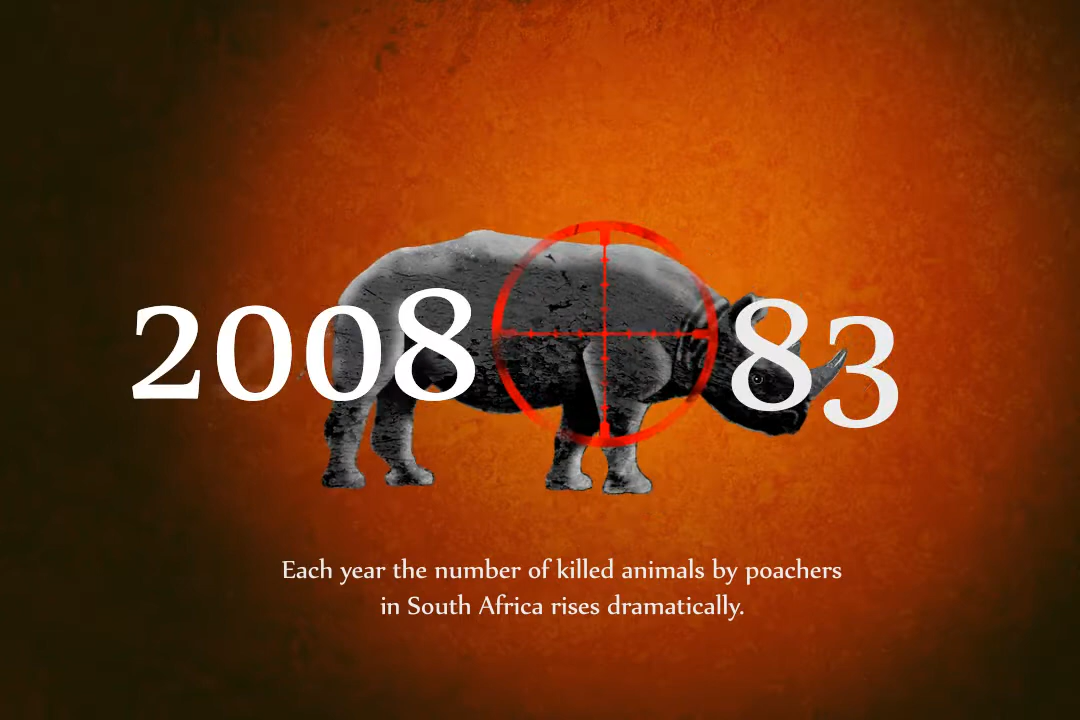 2008 83
Each year the number of killed animals by poachers
in South Africa rises dramatically.